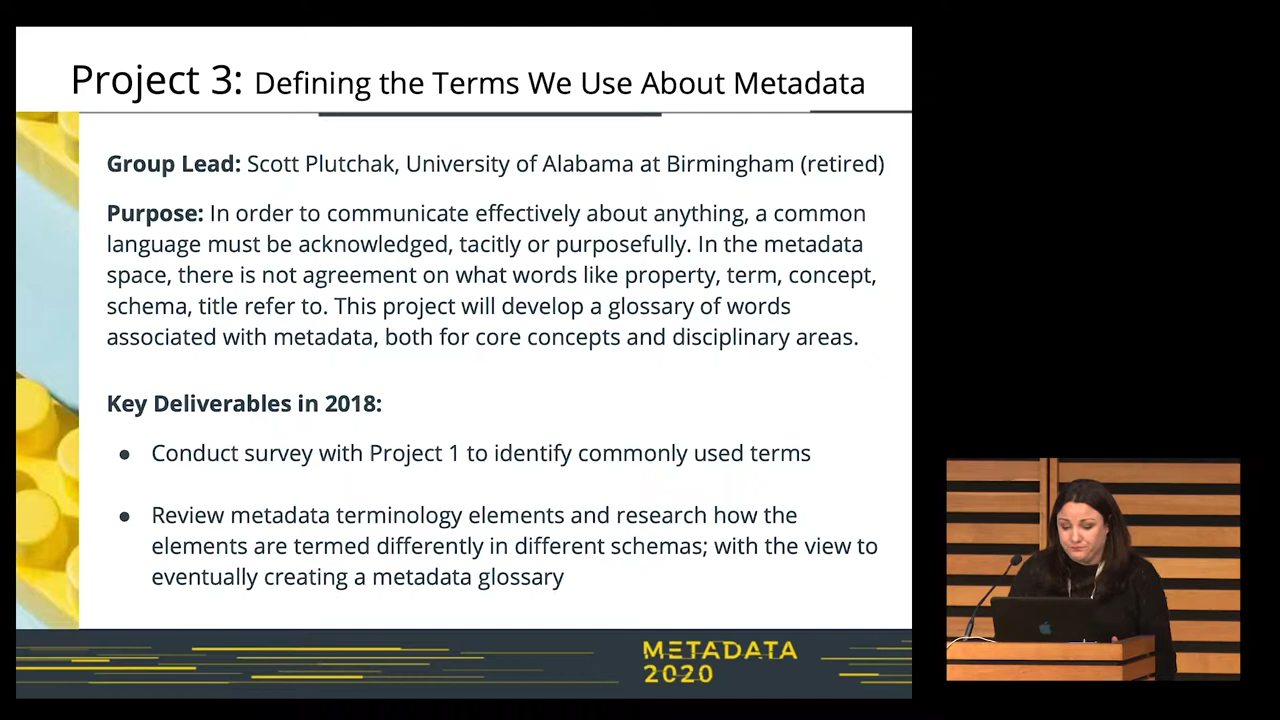 Project 3: Defining the Terms We Use About Metadata
Group Lead: Scott Plutchak, University of Alabama at Birmingham (retired)
Purpose: In order to communicate effectively about anything, a common
language must be acknowledged, tacitly or purposefully. In the metadata
space, there is not agreement on what words like property, term, concept,
schema, title refer to. This project will develop a glossary of words
associated with metadata, both for core concepts and disciplinary areas.
Key Deliverables in 2018:
● Conduct survey with Project 1 to identify commonly used terms
● Review metadata terminology elements and research how the
elements are termed differently in different schemas; with the view to
eventually creating a metadata glossary
METADATA
2020